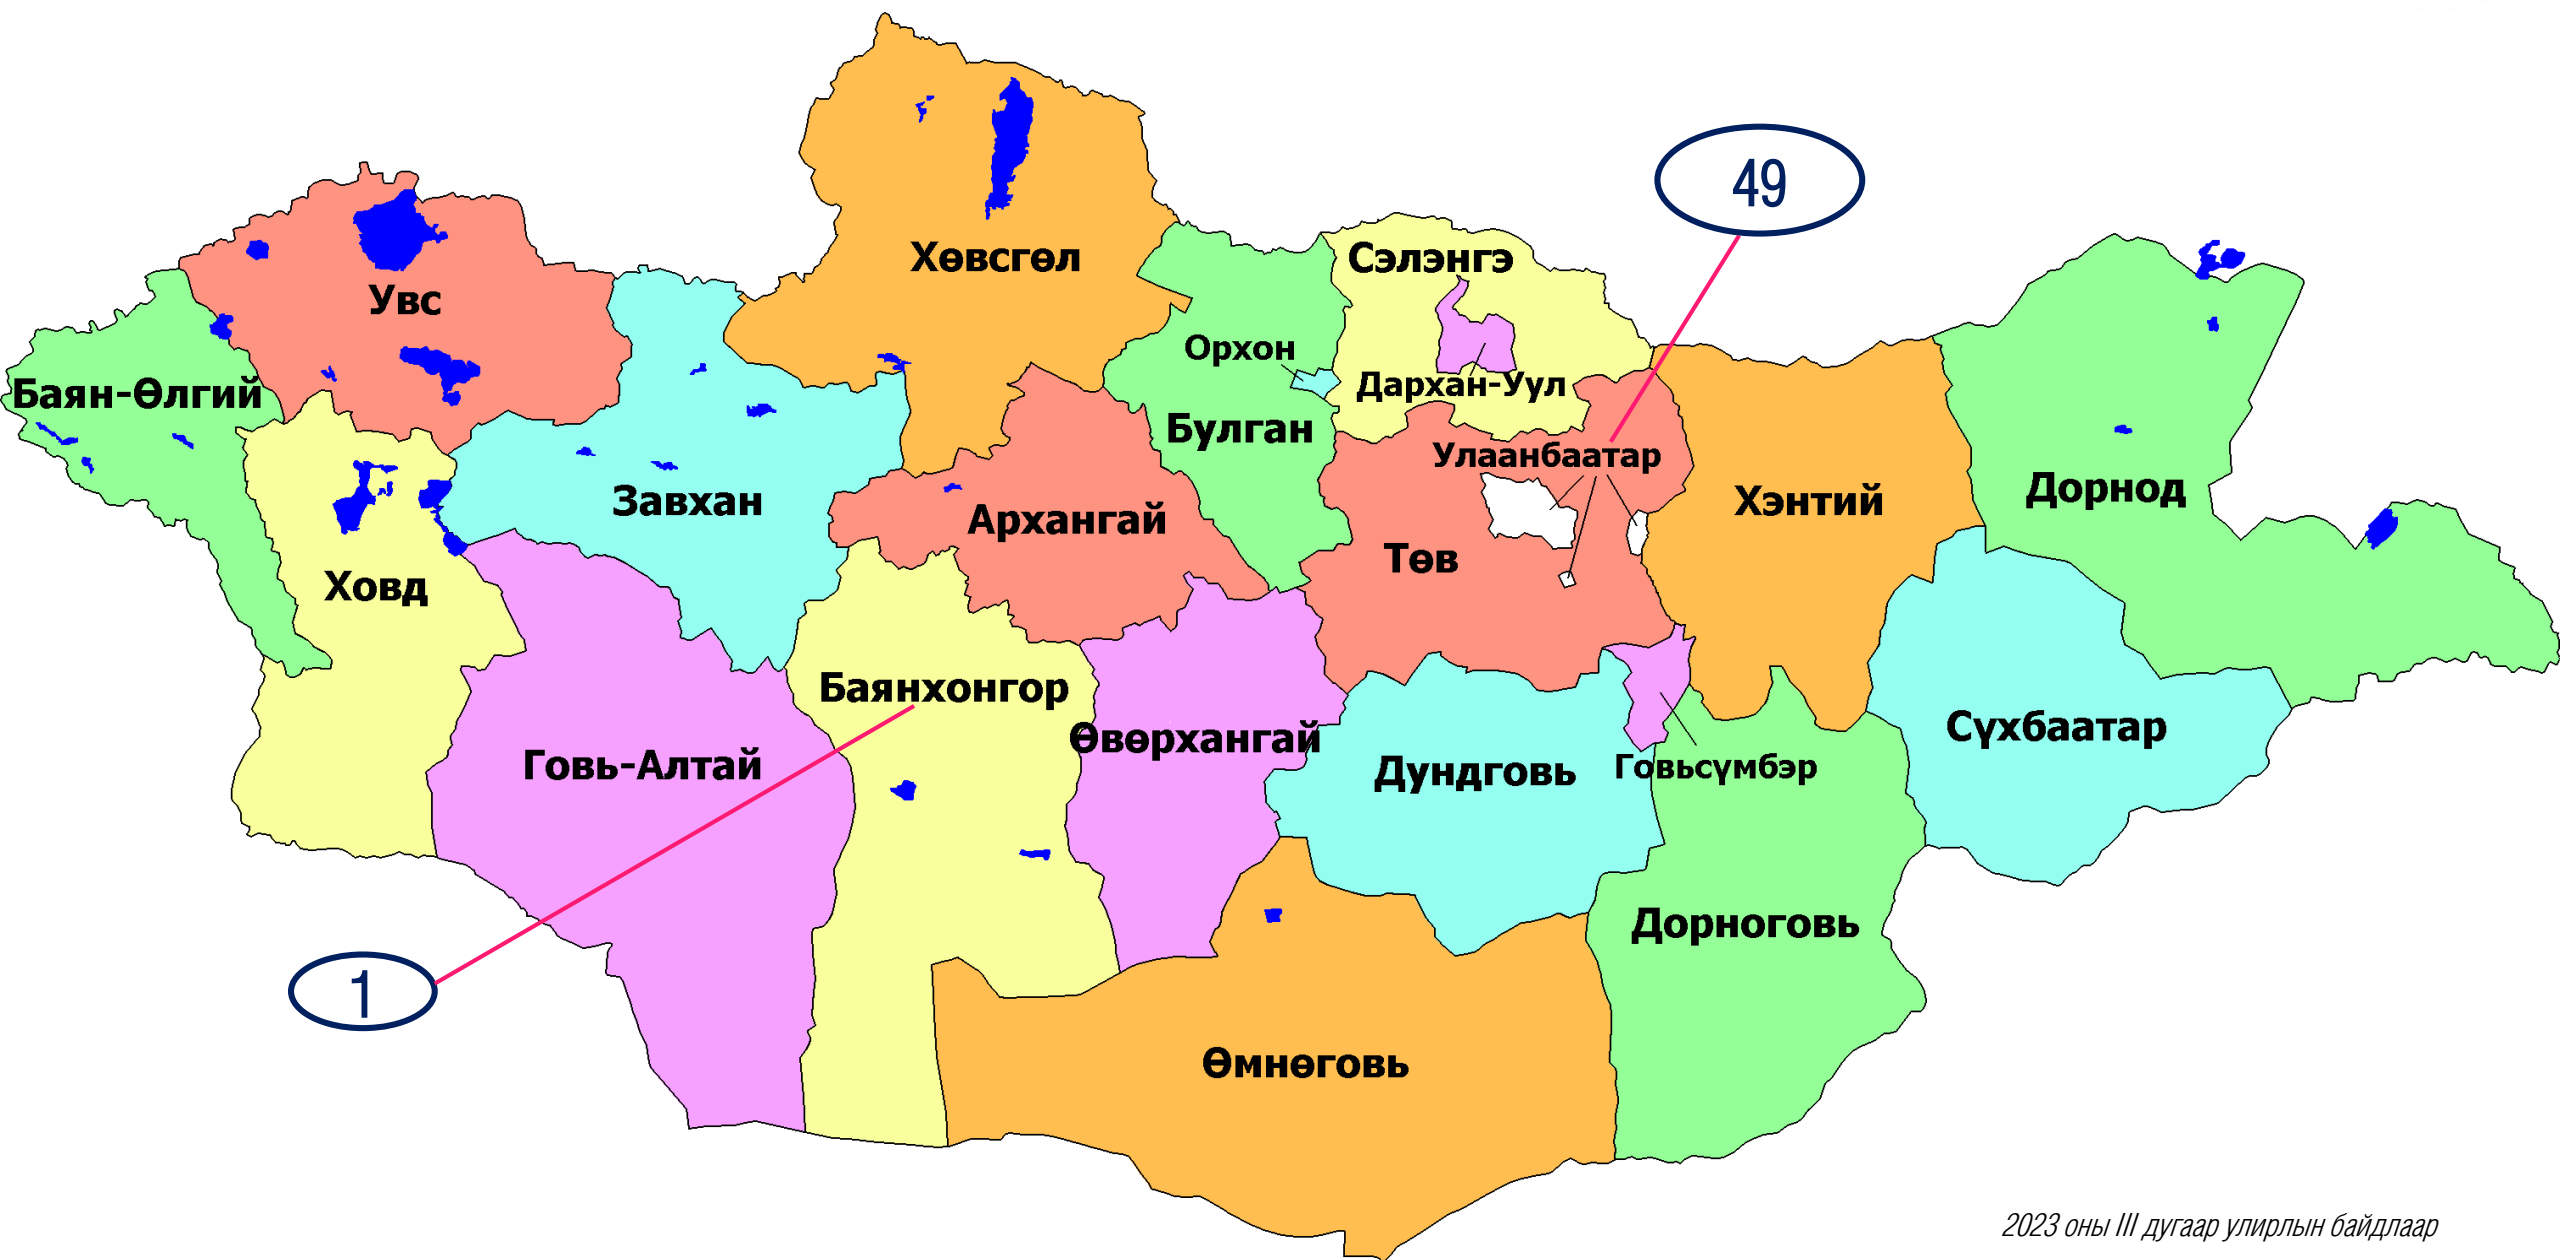 49
Хөвсгөл
Сэлэнгэ
Увс
Орхон
Дархан-Уул
Баян-Өлгий
Булган
Улаанбаатар
Завхан
Хэнтий
Дорнод
Архангай
Төв
Ховд
Баянхонгор
Сүхбаатар
Өвөрхангай
Говь-Алтай
Дундговь
Говьсүмбэр
Дорноговь
1
Өмнөговь
2023 оны III дугаар улирлын байдлаар